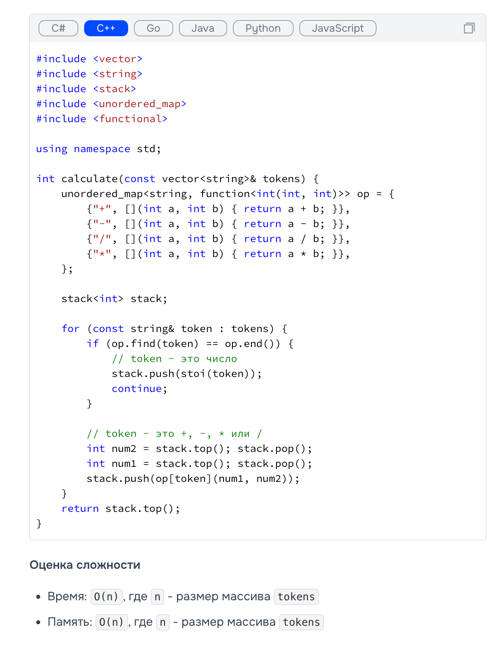 C# C++ Go Java Python JavaScript
#include <vector>
#include <string>
#include <stack>
#include <unordered_map>
#include <functional>
using namespace std;
int calculate(const vector<string>& tokens) {
    unordered_map<string, function<int(int, int)>> op = {
        {"+", [](int a, int b) { return a + b; }},
        {"-", [](int a, int b) { return a - b; }},
        {"/", [](int a, int b) { return a / b; }},
        {"*", [](int a, int b) { return a * b; }},
    };
    stack<int> stack;
    for (const string& token : tokens) {
        if (op.find(token) == op.end()) {
            // token - это число
            stack.push(stoi(token));
            continue;
        }
        // token - это +, -, * или /
        int num2 = stack.top(); stack.pop();
        int num1 = stack.top(); stack.pop();
        stack.push(op[token](num1, num2));
    }
    return stack.top();
}
Оценка сложности
• Время: O(n), где n - размер массива tokens
• Память: O(n), где n - размер массива tokens